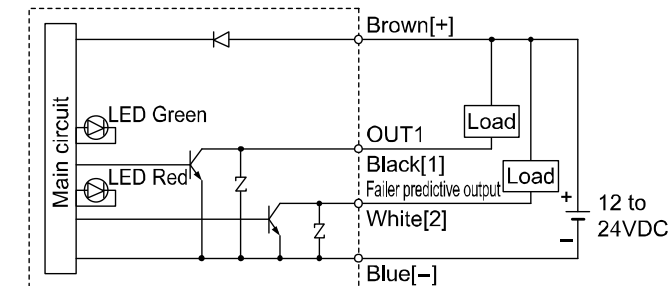 Brown[+]
Main circuit
LED Green
Load
OUT1
Black[1]
LED Red
Failer predictive output
Load
White[2]
+
12 to
24VDC
−
Blue[−]